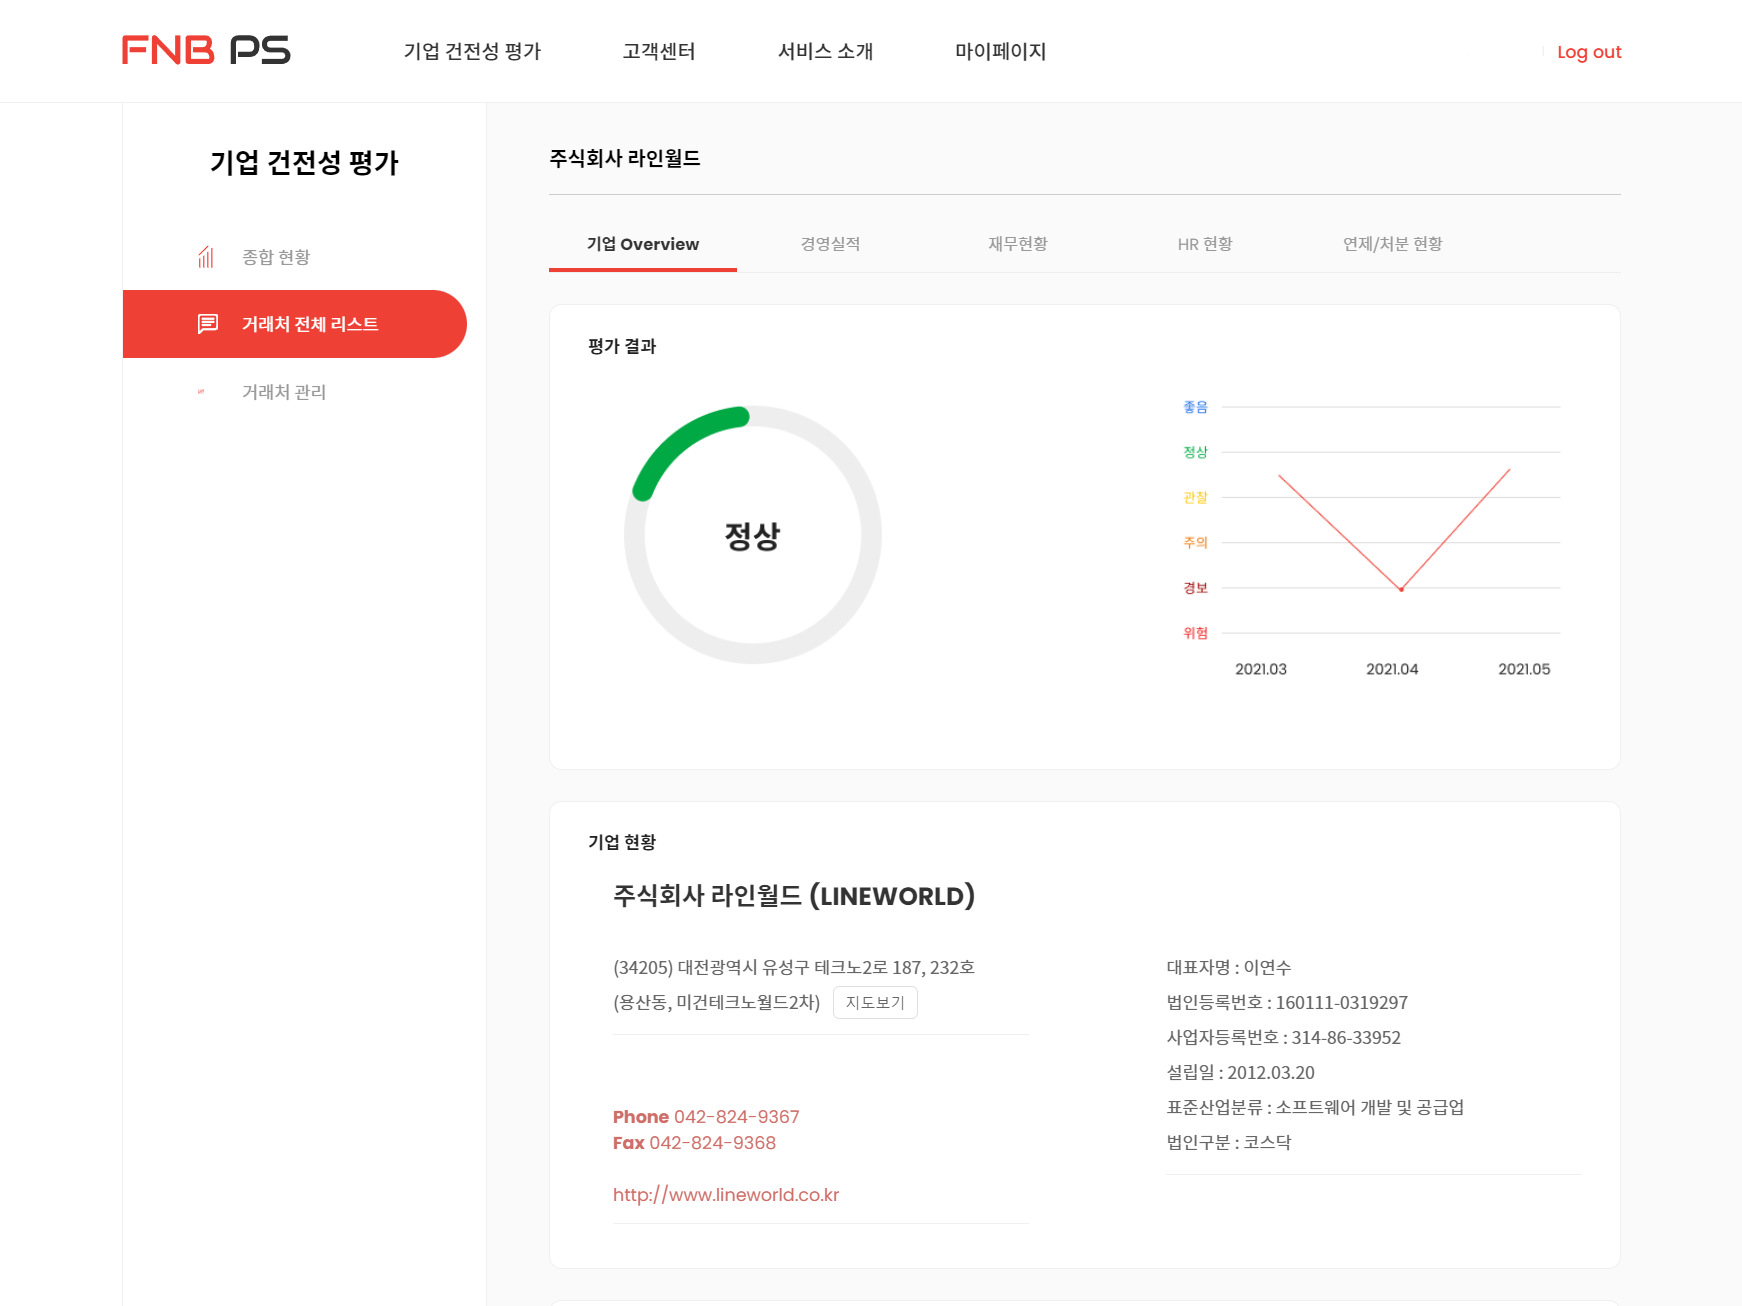 FNB PS
기업 건전성 평가
고객센터
서비스 소개
마이페이지
Log out
기업 건전성 평가
종합 현황
거래처 전체 리스트
거래처 관리
주식회사 라인월드
기업 Overview
경영실적
재무현황
HR 현황
연제/처분 현황
평가 결과
정상
좋음
정상
관찰
주의
경보
위험
2021.03
2021.04
2021.05
기업 현황
주식회사 라인월드 (LINEWORLD)
(34205) 대전광역시 유성구 테크노2로 187, 232호
(용산동, 미건테크노월드2차)
지도보기
Phone 042-824-9367
Fax 042-824-9368
http://www.lineworld.co.kr
대표자명 : 이연수
법인등록번호 : 160111-0319297
사업자등록번호 : 314-86-33952
설립일 : 2012.03.20
표준산업분류 : 소프트웨어 개발 및 공급업
법인구분 : 코스닥